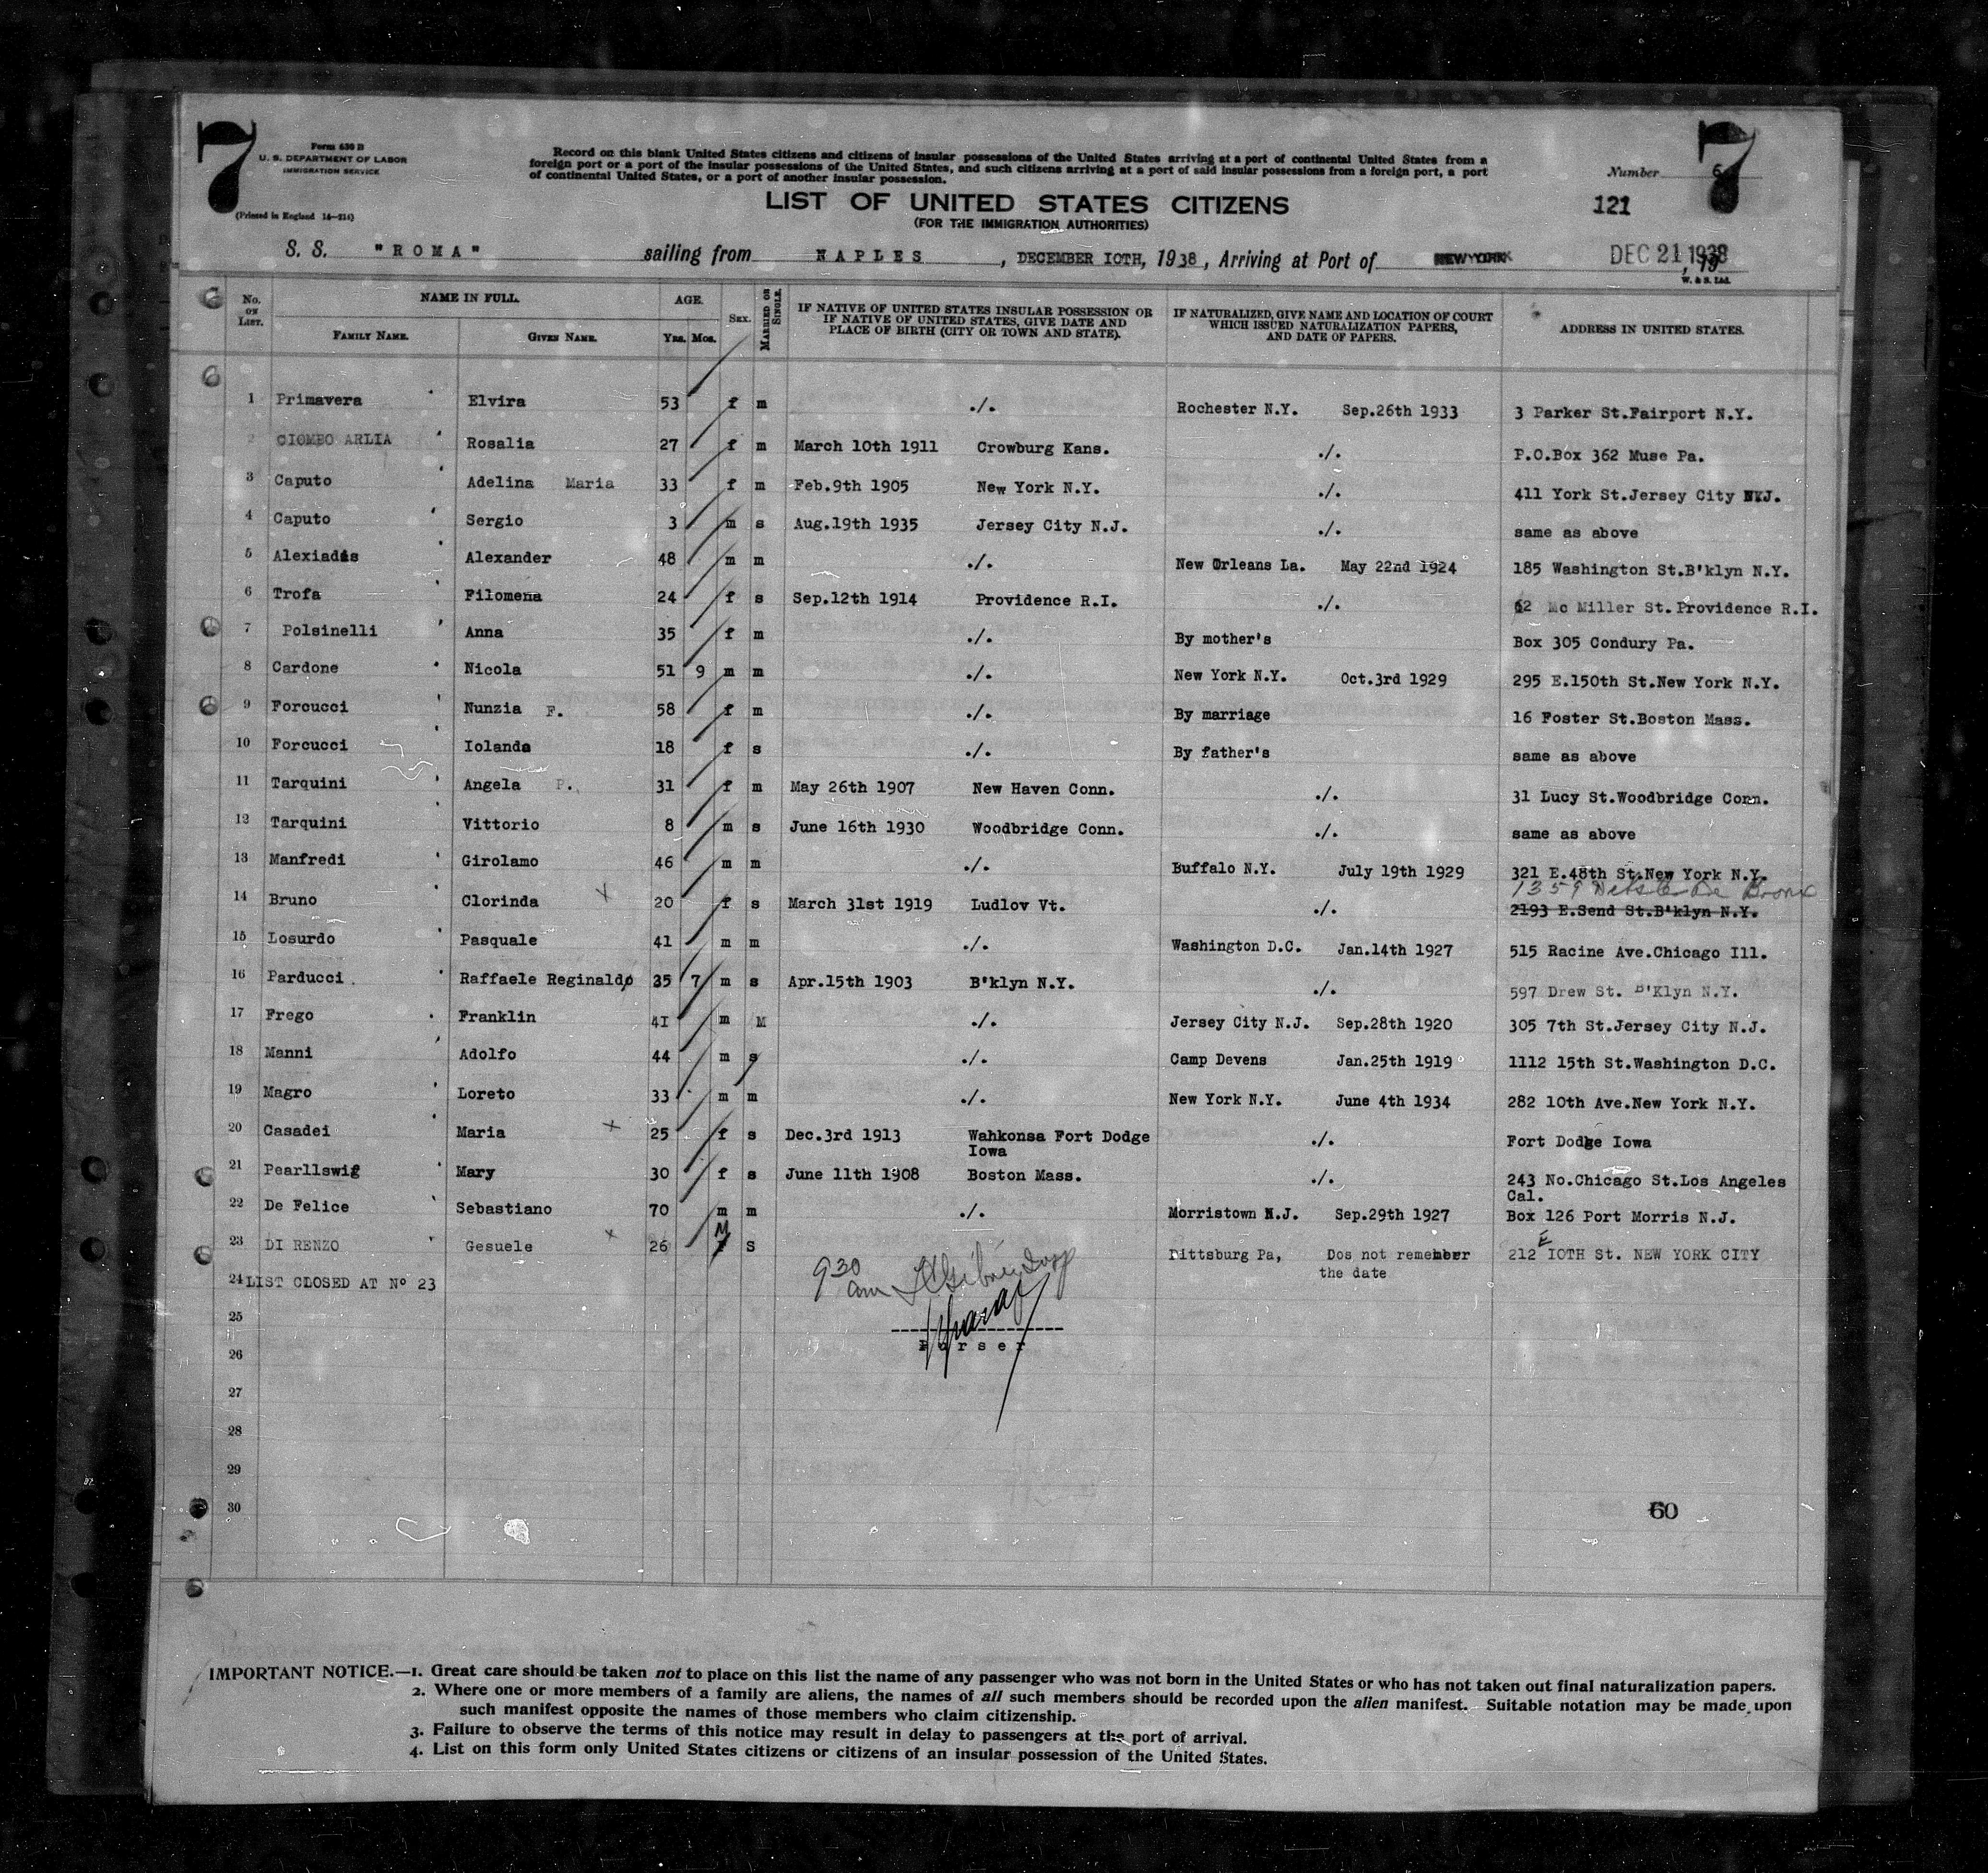 7
7
Form 630 B
U. S. DEPARTMENT OF LABOR
IMMIGRATION SERVICE
(Printed in England 14—214)
Record on this blank United States citizens and citizens of insular possessions of the United States arriving at a port of continental United States from a
foreign port or a port of the insular possessions of the United States, and such citizens arriving at a port of said insular possessions from a foreign port, a port
of continental United States, or a port of another insular possession.
Number 6
LIST OF UNITED STATES CITIZENS
121
(FOR THE IMMIGRATION AUTHORITIES)
S. S. "ROMA" sailing from NAPLES, DECEMBER IOTH, 1938, Arriving at Port of NEW YORK DEC 21 1938, 19
W. & S. Ltd.
No. ON LIST. NAME IN FULL. AGE. SEX. MARRIED OR SINGLE. IF NATIVE OF UNITED STATES INSULAR POSSESSION OR IF NATIVE OF UNITED STATES, GIVE DATE AND PLACE OF BIRTH (CITY OR TOWN AND STATE). IF NATURALIZED, GIVE NAME AND LOCATION OF COURT WHICH ISSUED NATURALIZATION PAPERS, AND DATE OF PAPERS. ADDRESS IN UNITED STATES.
FAMILY NAME. GIVEN NAME. YRS. MOS.
1 Primavera Elvira 53 f m ./. Rochester N.Y. Sep.26th 1933 3 Parker St.Fairport N.Y.
2 CIOMBO ARLIA Rosalia 27 f m March 10th 1911 Crowburg Kans. ./. P.O.Box 362 Muse Pa.
3 Caputo Adelina Maria 33 f m Feb.9th 1905 New York N.Y. ./. 411 York St.Jersey City N.J.
4 Caputo Sergio 3 m s Aug.19th 1935 Jersey City N.J. ./. same as above
5 Alexiades Alexander 48 m m ./. New Orleans La. May 22nd 1924 185 Washington St.B'klyn N.Y.
6 Trofa Filomena 24 f s Sep.12th 1914 Providence R.I. ./. 62 Mc Miller St.Providence R.I.
7 Polsinelli Anna 35 f m ./. By mother's Box 305 Condury Pa.
8 Cardone Nicola 51 9 m m ./. New York N.Y. Oct.3rd 1929 295 E.150th St.New York N.Y.
9 Forcucci Nunzia F. 58 f m ./. By marriage 16 Foster St.Boston Mass.
10 Forcucci Iolanda 18 f s ./. By father's same as above
11 Tarquini Angela P. 31 f m May 26th 1907 New Haven Conn. ./. 31 Lucy St.Woodbridge Conn.
12 Tarquini Vittorio 8 m s June 16th 1930 Woodbridge Conn. ./. same as above
13 Manfredi Girolamo 46 m m ./. Buffalo N.Y. July 19th 1929 321 E.48th St.New York N.Y.
1359 Bronx
14 Bruno Clorinda 20 f s March 31st 1919 Ludlov Vt. ./. 2193 E.Send St.B'klyn N.Y.
15 Losurdo Pasquale 41 m m ./. Washington D.C. Jan.14th 1927 515 Racine Ave.Chicago Ill.
16 Parducci Raffaele Reginaldo 35 7 m s Apr.15th 1903 B'klyn N.Y. ./. 597 Drew St. B'Klyn N.Y.
17 Frego Franklin 41 m M ./. Jersey City N.J. Sep.28th 1920 305 7th St.Jersey City N.J.
18 Manni Adolfo 44 m s ./. Camp Devens Jan.25th 1919 1112 15th St.Washington D.C.
19 Magro Loreto 33 m m ./. New York N.Y. June 4th 1934 282 10th Ave.New York N.Y.
20 Casadei Maria 25 f s Dec.3rd 1913 Wahkonsa Fort Dodge Iowa ./. Fort Dodge Iowa
21 Pearllswig Mary 30 f s June 11th 1908 Boston Mass. ./. 243 No.Chicago St.Los Angeles Cal.
22 De Felice Sebastiano 70 m m ./. Morristown N.J. Sep.29th 1927 Box 126 Port Morris N.J.
23 DI RENZO Gesuele 26 M S Pittsburg Pa, Dos not remember the date 212 E IOTH St. NEW YORK CITY
24 LIST CLOSED AT Nº 23
930 am
25
Purser
26
27
28
29
30
60
IMPORTANT NOTICE.—1. Great care should be taken not to place on this list the name of any passenger who was not born in the United States or who has not taken out final naturalization papers.
2. Where one or more members of a family are aliens, the names of all such members should be recorded upon the alien manifest. Suitable notation may be made upon
such manifest opposite the names of those members who claim citizenship.
3. Failure to observe the terms of this notice may result in delay to passengers at the port of arrival.
4. List on this form only United States citizens or citizens of an insular possession of the United States.